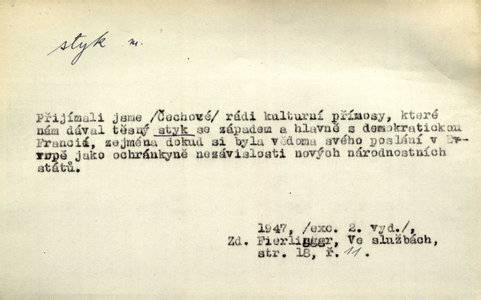 styk m.
Přijímali jsme /Čechové/ rádi kulturní přímosy, které
nám dával těsný styk se západem a hlavně s demokratickou
Franciá, zejména dokud si byla vědoma svého poslání v Ev-
ropě jako ochránkyně nezávislosti nových národnostních
států.
1947, /exc. 2. vyd./,
Zd. Fierlinger, Ve službách,
str. 18, ř. 11.